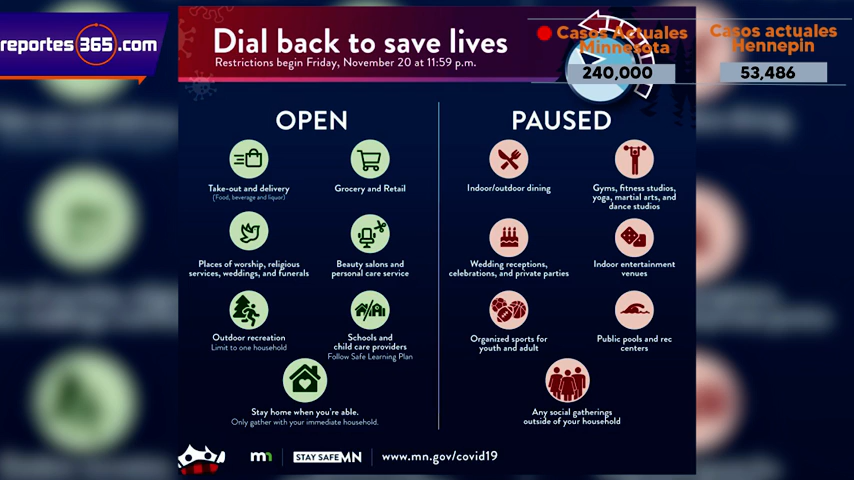 reportes 365 .com
Dial back to save lives
Restrictions begin Friday, November 20 at 11:59 p.m.
Casos Actuales
Minnesota
240,000
Casos actuales
Hennepin
53,486
OPEN
PAUSED
Take-out and delivery
(Food, beverage and liquor)
Grocery and Retail
Indoor/outdoor dining
Gyms, fitness studios,
yoga, martial arts, and
dance studios
Places of worship, religious
services, weddings, and funerals
Beauty salons and
personal care service
Wedding receptions,
celebrations, and private parties
Indoor entertainment
venues
Outdoor recreation
Limit to one household
Schools and
child care providers
Follow Safe Learning Plan
Organized sports for
youth and adult
Public pools and rec
centers
Stay home when you're able.
Only gather with your immediate household.
Any social gatherings
outside of your household
mn
STAY SAFE MN
www.mn.gov/covid19